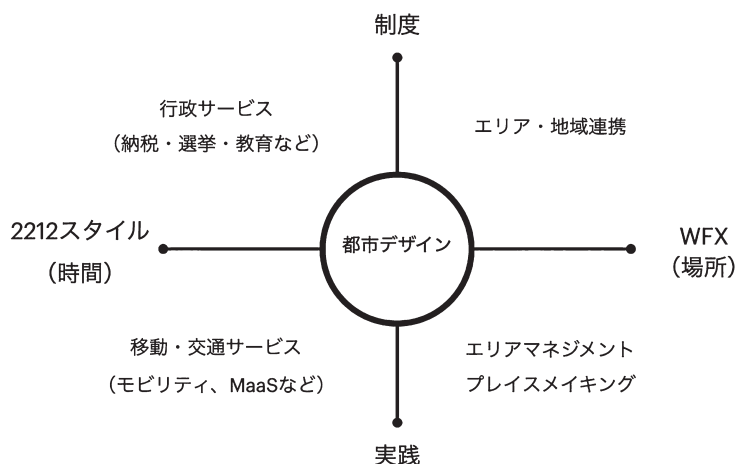 制度
行政サービス
（納税・選挙・教育など）
エリア・地域連携
2212スタイル
（時間）
都市デザイン
WFX
（場所）
移動・交通サービス
（モビリティ、MaaSなど）
エリアマネジメント
プレイスメイキング
実践